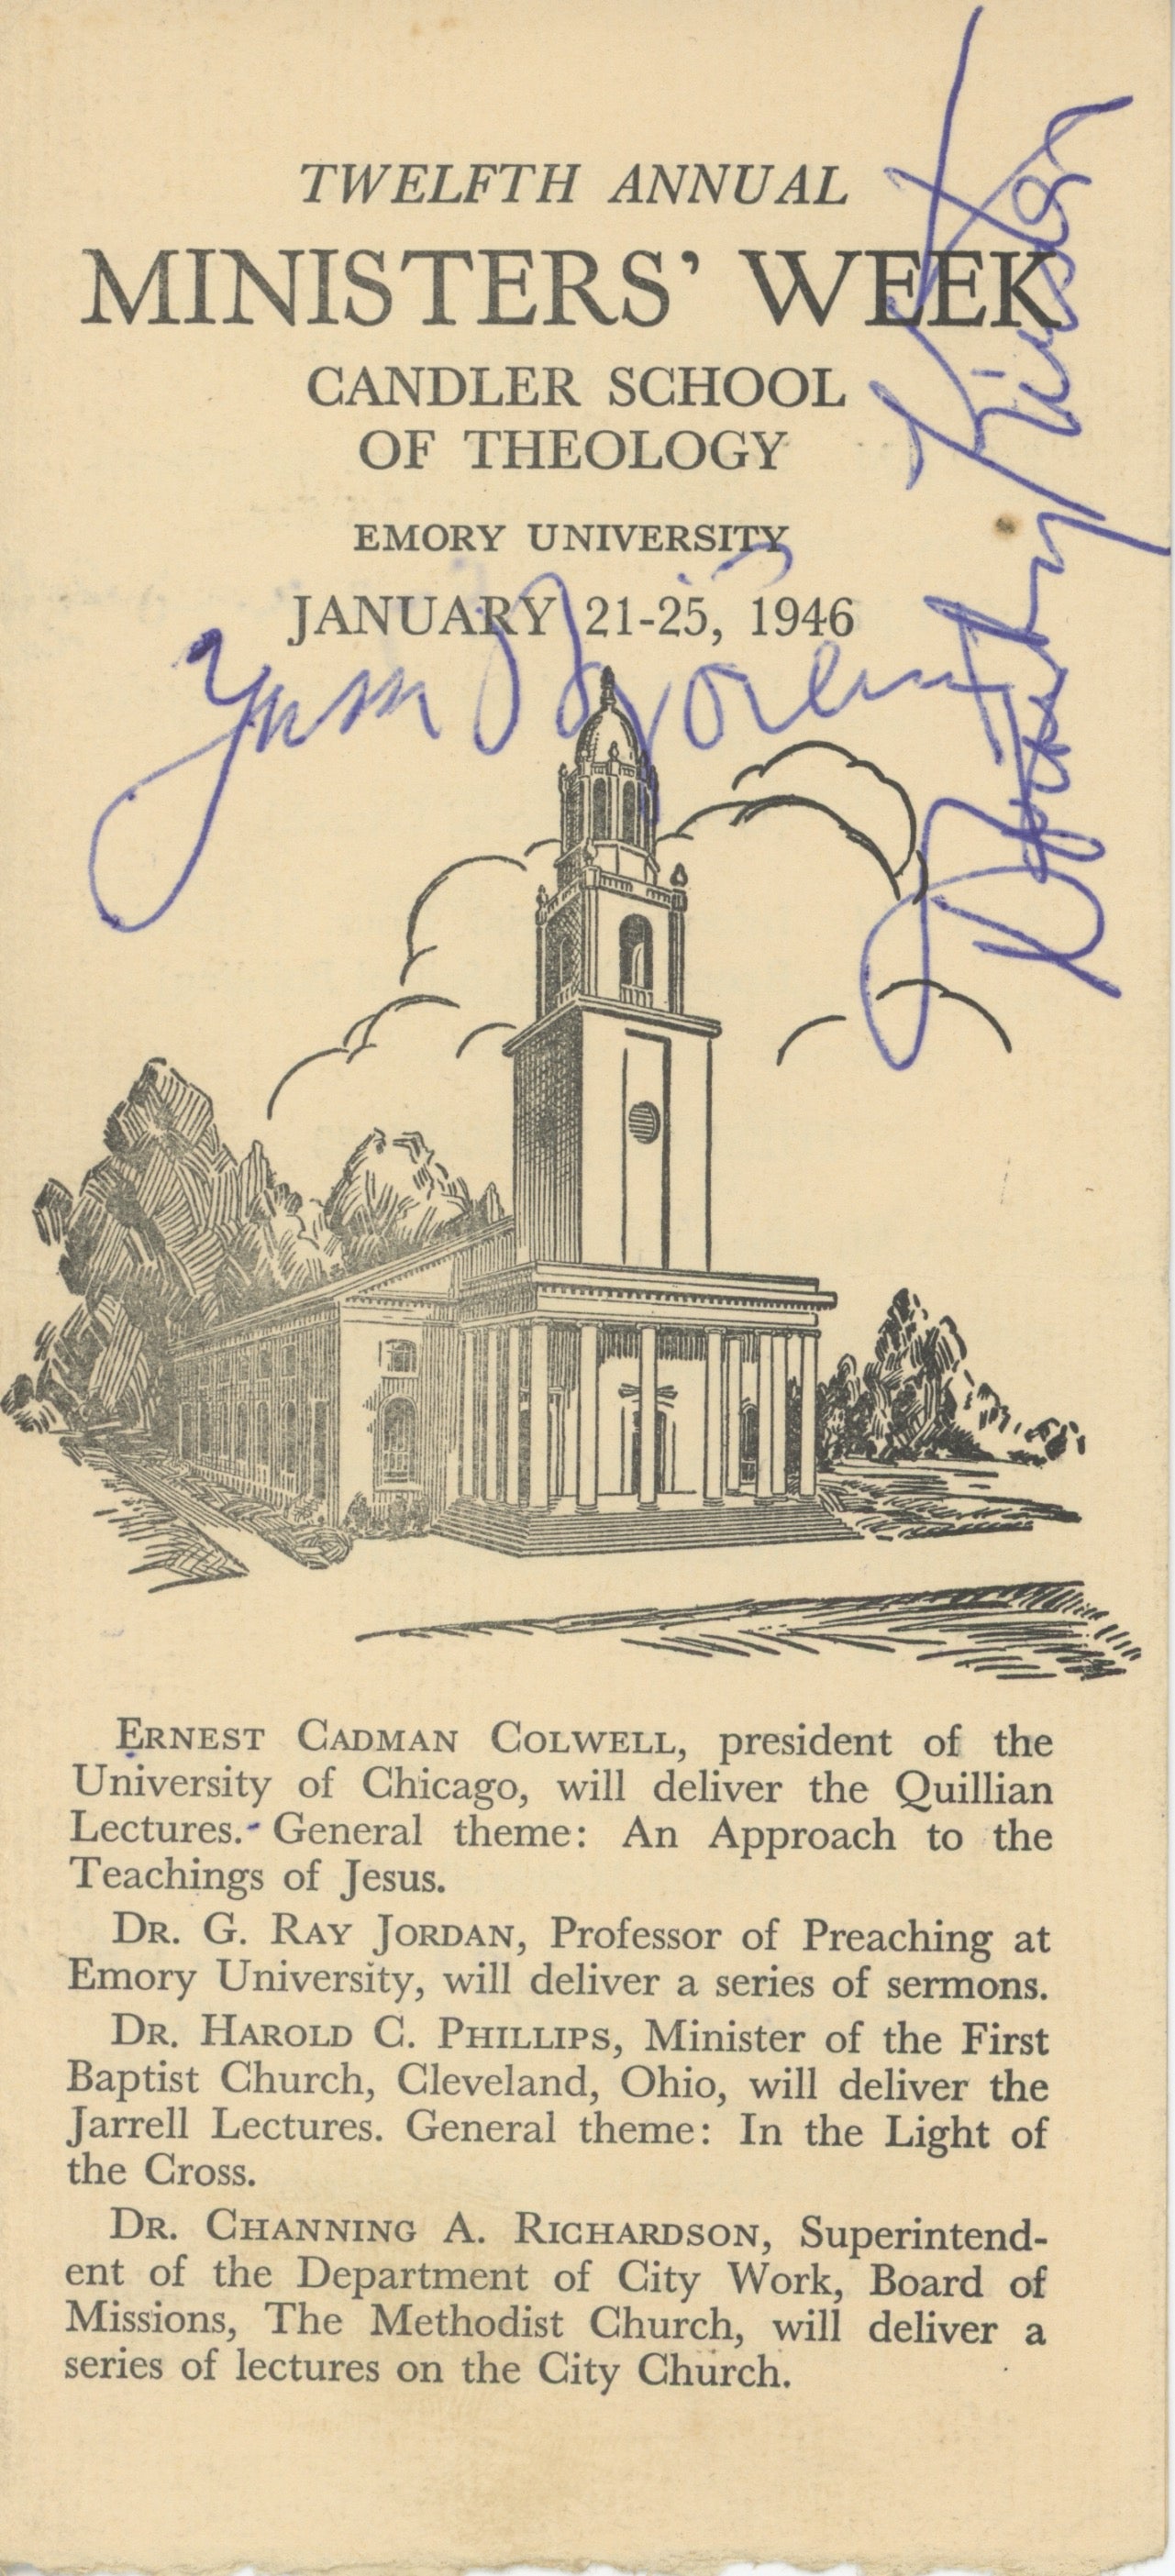 TWELFTH ANNUAL
MINISTERS' WEEK
CANDLER SCHOOL
OF THEOLOGY
EMORY UNIVERSITY
JANUARY 21-25, 1946
ERNEST CADMAN COLWELL, president of the
University of Chicago, will deliver the Quillian
Lectures. General theme: An Approach to the
Teachings of Jesus.
DR. G. RAY JORDAN, Professor of Preaching at
Emory University, will deliver a series of sermons.
DR. HAROLD C. PHILLIPS, Minister of the First
Baptist Church, Cleveland, Ohio, will deliver the
Jarrell Lectures. General theme: In the Light of
the Cross.
DR. CHANNING A. RICHARDSON, Superintend-
ent of the Department of City Work, Board of
Missions, The Methodist Church, will deliver a
series of lectures on the City Church.